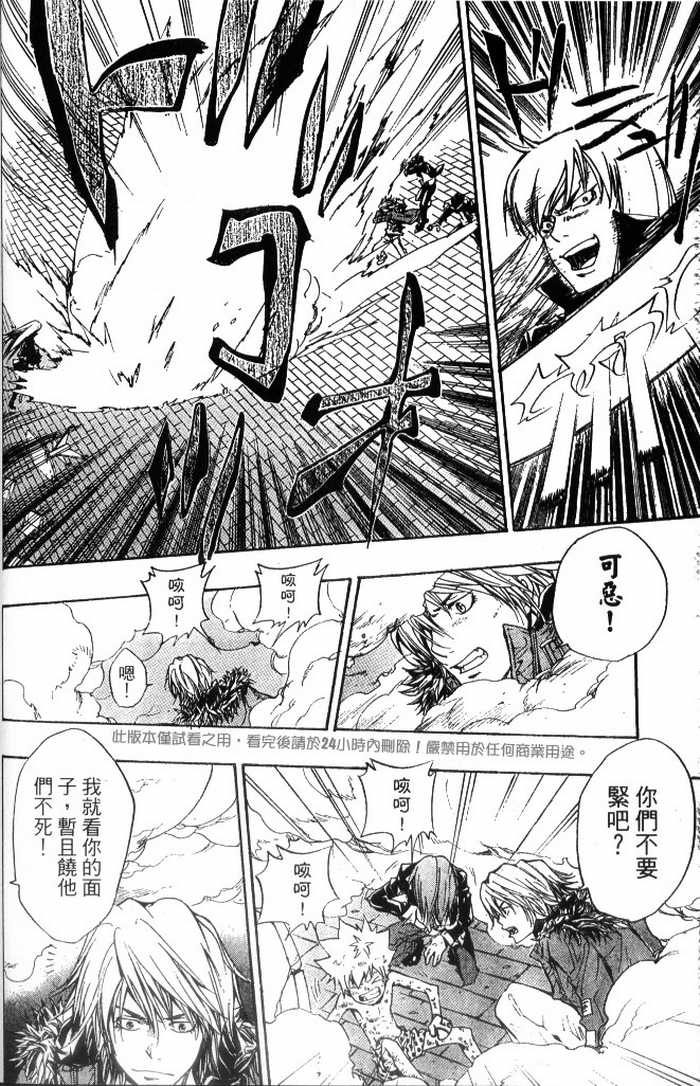 ドシュッ
ドゴオ
可惡！
咳呵！
咳呵！
嗯！
此版本僅試看之用，看完後請於24小時內刪除！嚴禁用於任何商業用途。
你們不要
緊吧？
咳呵！
咳呵！
我就看你的面
子，暫且饒他
們不死！